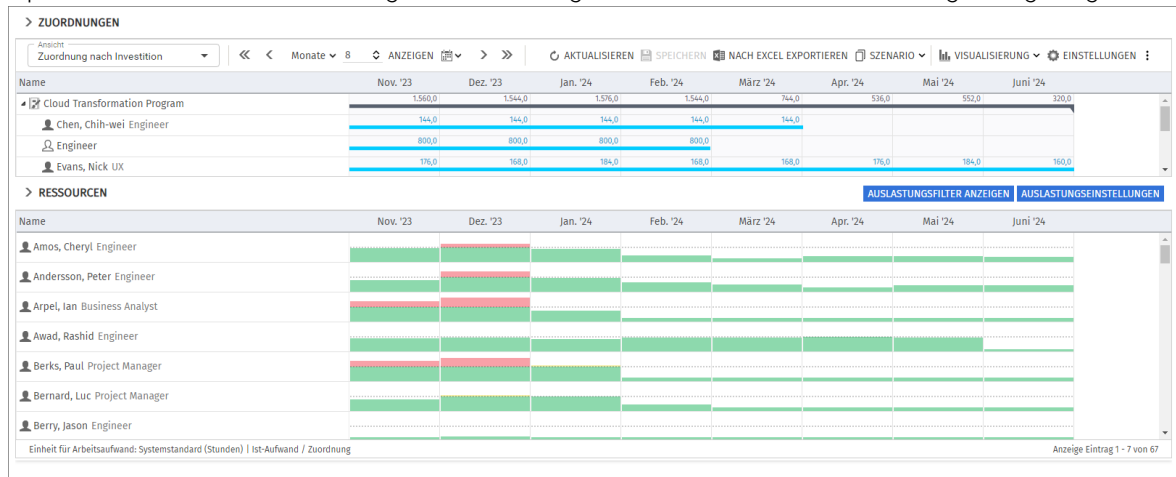 ZUORDNUNGEN
Ansicht
Zuordnung nach Investition Monate 8 ANZEIGEN AKTUALISIEREN SPEICHERN NACH EXCEL EXPORTIEREN SZENARIO VISUALISIERUNG EINSTELLUNGEN
Name Nov. '23 Dez. '23 Jan. '24 Feb. '24 März '24 Apr. '24 Mai '24 Juni '24
Cloud Transformation Program 1.560,0 1.544,0 1.576,0 1.544,0 744,0 536,0 552,0 320,0
Chen, Chih-wei Engineer 144,0 144,0 144,0 144,0 144,0
Engineer 800,0 800,0 800,0 800,0
Evans, Nick UX 176,0 168,0 184,0 168,0 168,0 176,0 184,0 160,0
RESSOURCEN AUSLASTUNGSFILTER ANZEIGEN AUSLASTUNGSEINSTELLUNGEN
Name Nov. '23 Dez. '23 Jan. '24 Feb. '24 März '24 Apr. '24 Mai '24 Juni '24
Amos, Cheryl Engineer
Andersson, Peter Engineer
Arpel, Ian Business Analyst
Awad, Rashid Engineer
Berks, Paul Project Manager
Bernard, Luc Project Manager
Berry, Jason Engineer
Einheit für Arbeitsaufwand: Systemstandard (Stunden) | Ist-Aufwand / Zuordnung Anzeige Eintrag 1 - 7 von 67